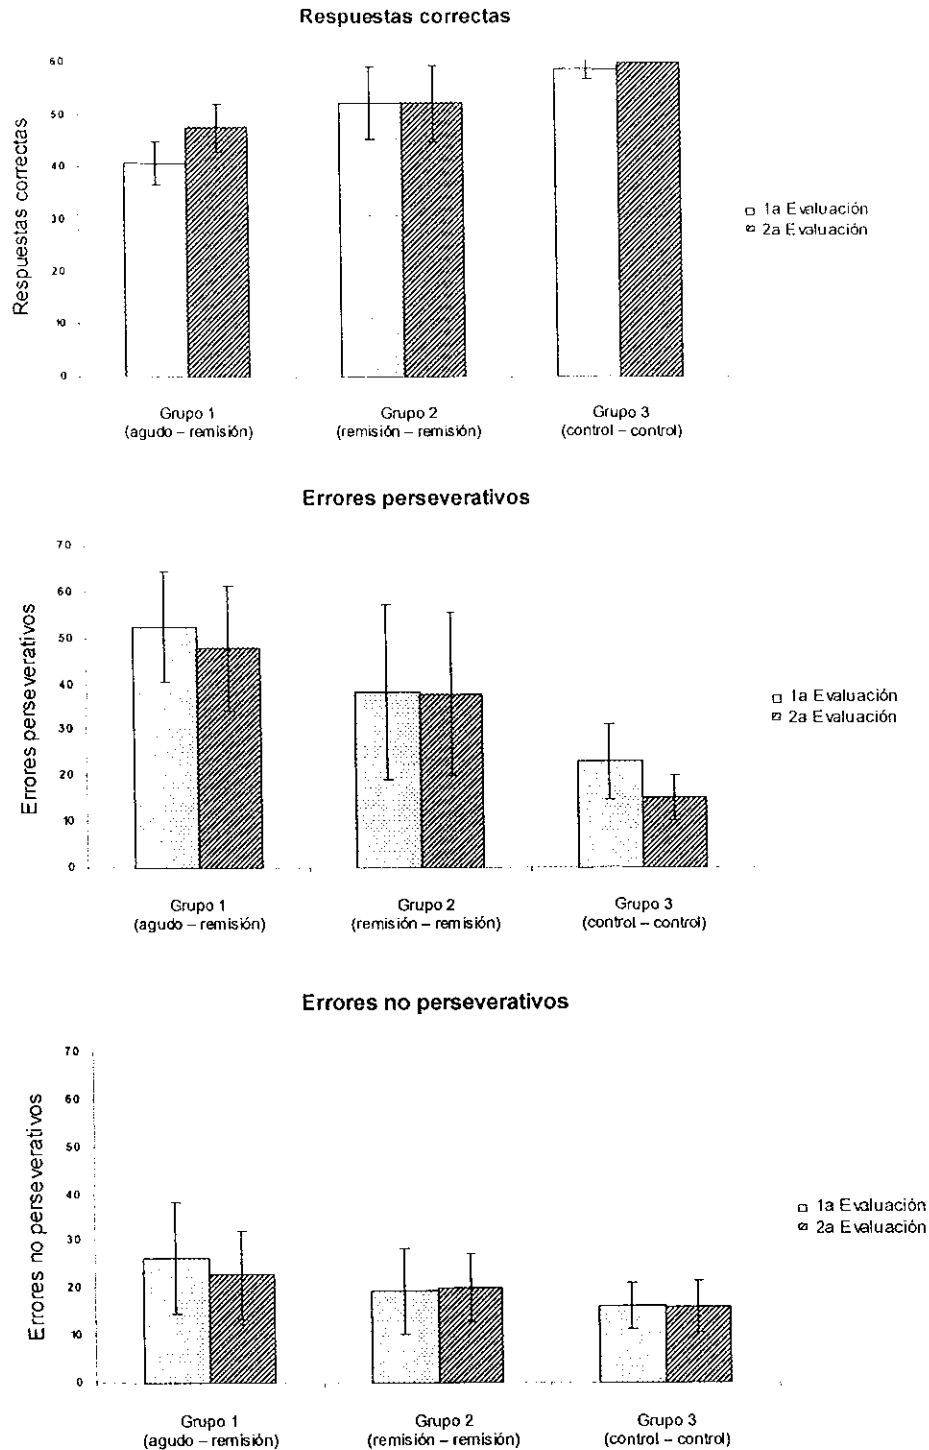 Respuestas correctas
Respuestas correctas
60
50
40
30
20
10
0
1a Evaluación
2a Evaluación
Grupo 1
(agudo – remisión)
Grupo 2
(remisión – remisión)
Grupo 3
(control – control)
Errores perseverativos
Errores perseverativos
70
60
50
40
30
20
10
0
1a Evaluación
2a Evaluación
Grupo 1
(agudo – remisión)
Grupo 2
(remisión – remisión)
Grupo 3
(control – control)
Errores no perseverativos
Errores no perseverativos
70
60
50
40
30
20
10
0
1a Evaluación
2a Evaluación
Grupo 1
(agudo – remisión)
Grupo 2
(remisión – remisión)
Grupo 3
(control – control)